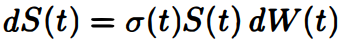 dS(t) = σ(t)S(t) dW(t)